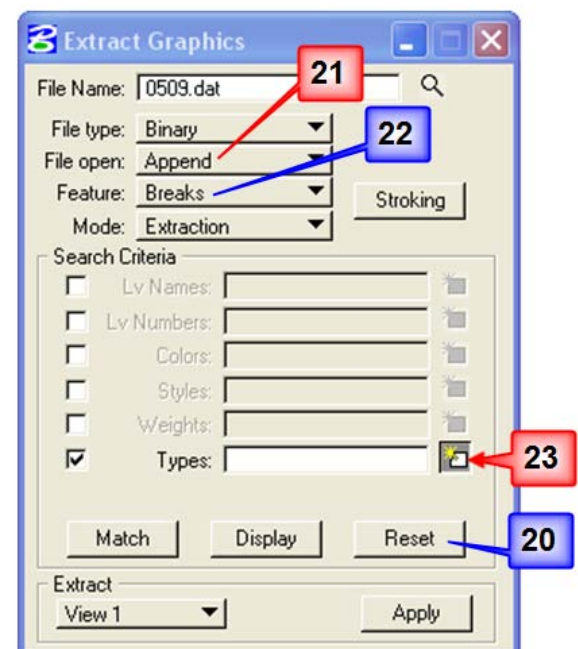 Extract Graphics
21
File Name: 0509.dat
File type: Binary
22
File open: Append
Feature: Breaks
Stroking
Mode: Extraction
Search Criteria
Lv Names:
Lv Numbers:
Colors:
Styles:
Weights:
Types:
23
Match Display Reset
20
Extract
View 1 Apply